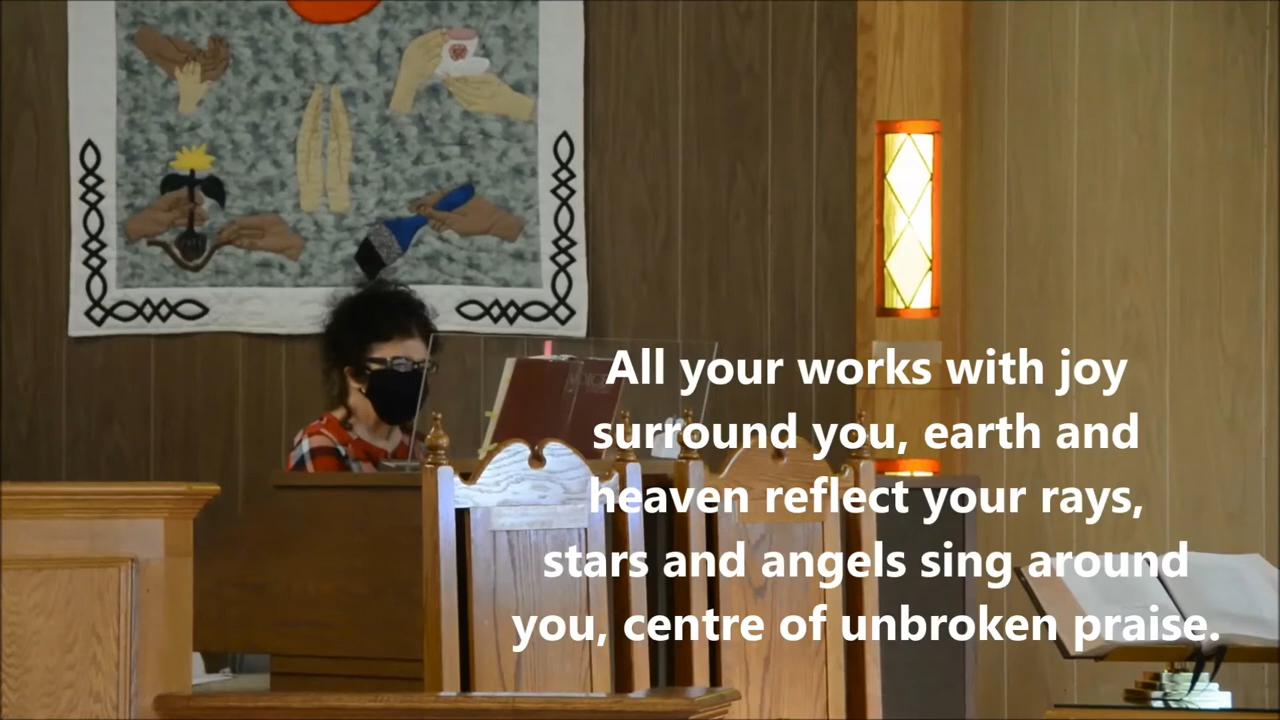 All your works with joy
surround you, earth and
heaven reflect your rays,
stars and angels sing around
you, centre of unbroken praise.